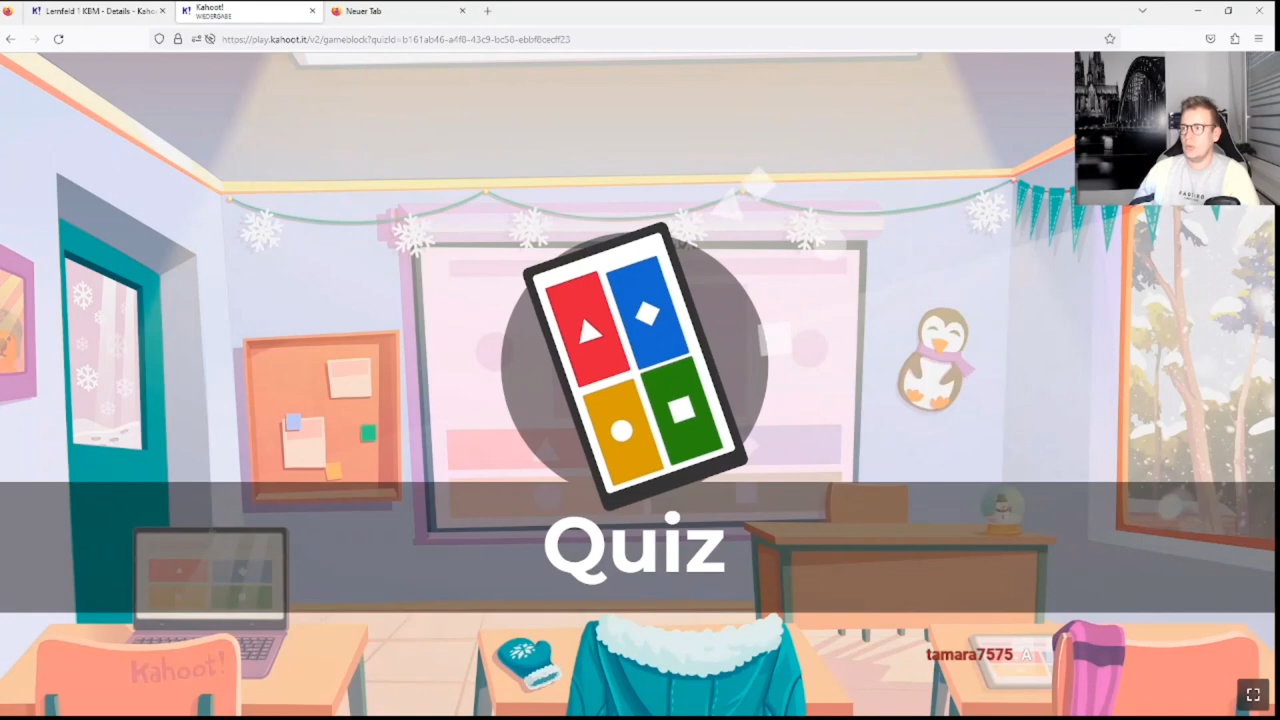 Lernfeld 1 KBM - Details - Kaho
Kahoot!
WIEDERGABE
Neuer Tab
https://play.kahoot.it/v2/gameblock?quizId=b161ab46-a4f8-43c9-bc58-ebbf8cecff23
Quiz
Kahoot!
tamara7575 A